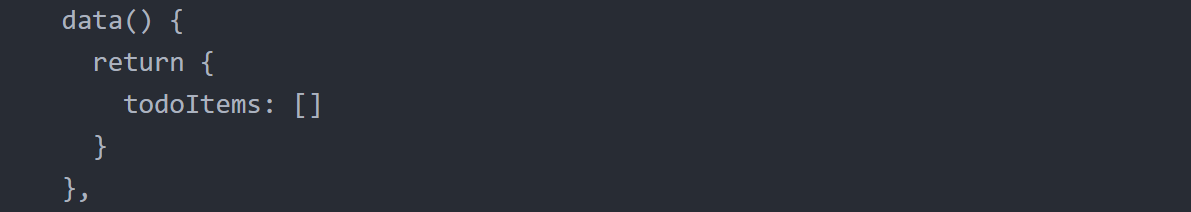 data() {
return {
todoItems: []
}
},